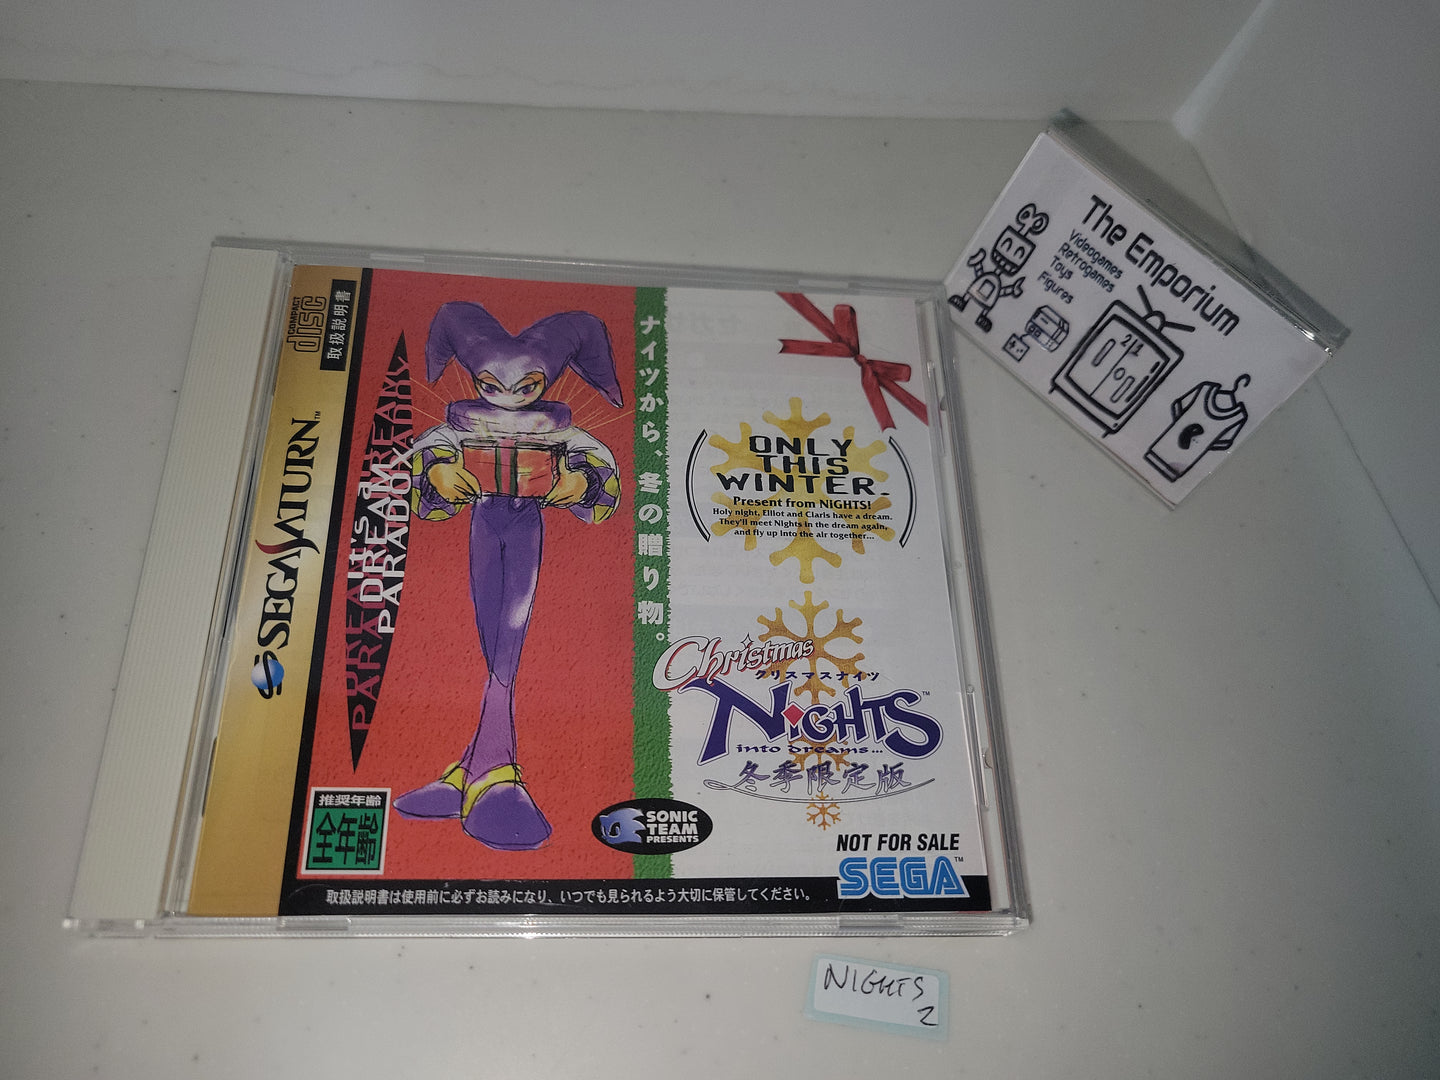 COMPACT
disc
取扱説明書
SEGA SATURN™
it's a
DREAM
PARADOX
ナイツから、冬の贈り物。
ONLY
THIS
WINTER.
Present from NiGHTS!
Holy night, Elliot and Claris have a dream.
They'll meet Nights in the dream again,
and fly up into the air together...
Christmas
クリスマスナイツ
NiGHTS™
into dreams...
冬季限定版
推奨年齢
全年齢
SONIC
TEAM
PRESENTS
NOT FOR SALE
SEGA™
取扱説明書は使用前に必ずお読みになり、いつでも見られるよう大切に保管してください。
The Emporium
Videogames
Retrogames
Toys
Figures
NIGHTS
2